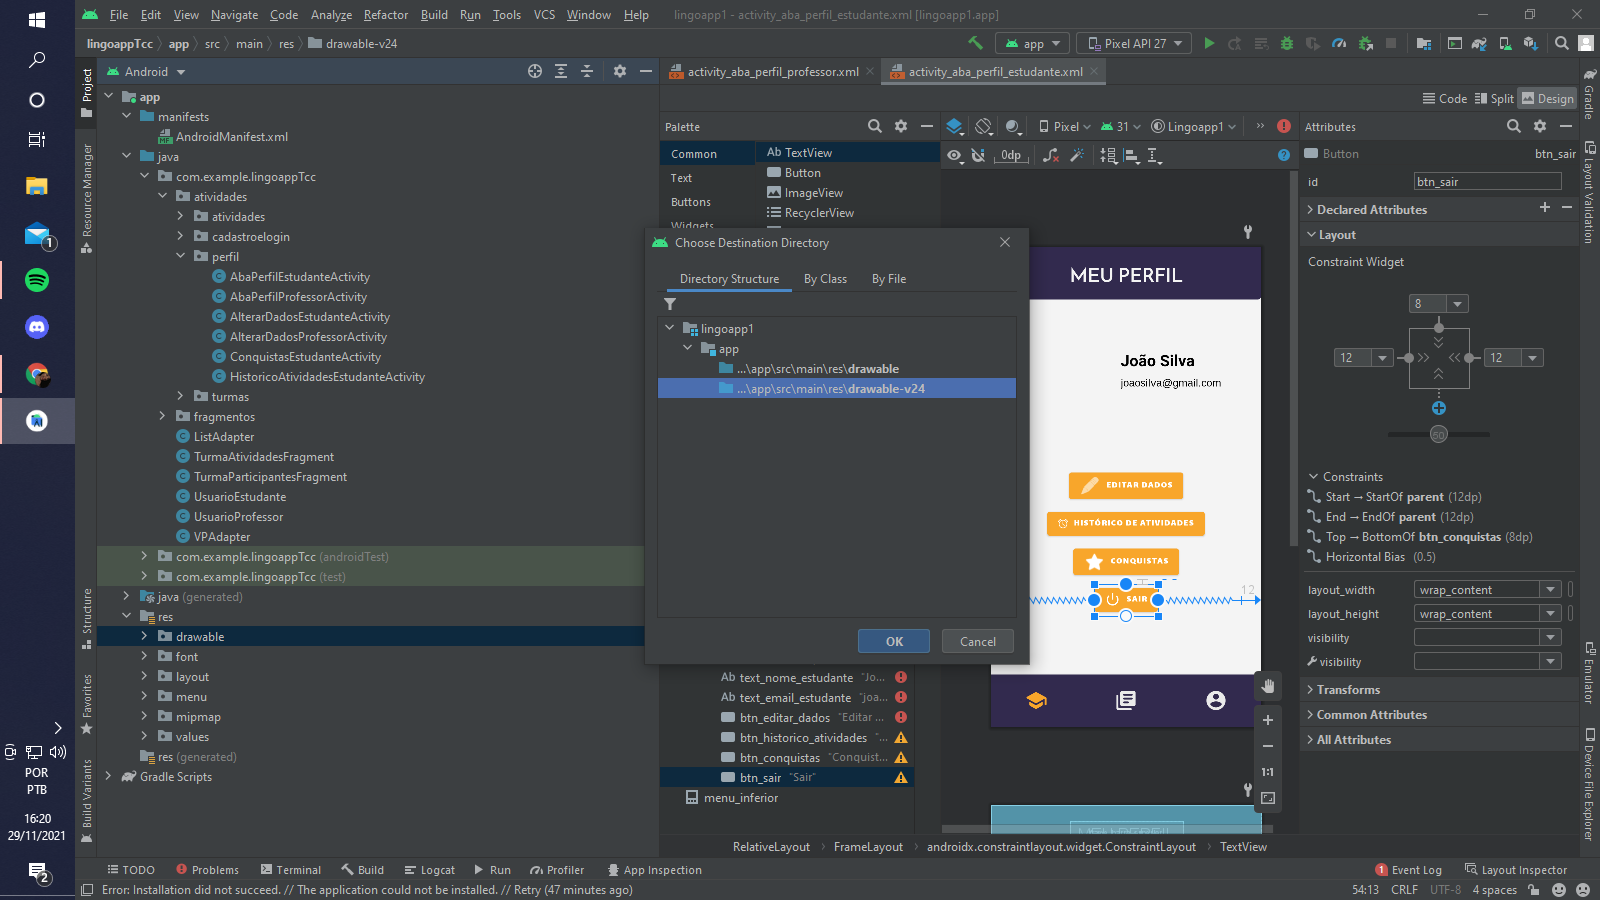 File Edit View Navigate Code Analyze Refactor Build Run Tools VCS Window Help lingoapp1 - activity_aba_perfil_estudante.xml [lingoapp1.app]
lingoappTcc app src main res drawable-v24
app Pixel API 27
Project
Android
activity_aba_perfil_professor.xml activity_aba_perfil_estudante.xml
Gradle
Code Split Design
app
manifests
AndroidManifest.xml
java
com.example.lingoappTcc
atividades
atividades
cadastroelogin
perfil
AbaPerfilEstudanteActivity
AbaPerfilProfessorActivity
AlterarDadosEstudanteActivity
AlterarDadosProfessorActivity
ConquistasEstudanteActivity
HistoricoAtividadesEstudanteActivity
turmas
fragmentos
ListAdapter
TurmaAtividadesFragment
TurmaParticipantesFragment
UsuarioEstudante
UsuarioProfessor
VPAdapter
com.example.lingoappTcc (androidTest)
com.example.lingoappTcc (test)
java (generated)
res
drawable
font
layout
menu
mipmap
values
res (generated)
Gradle Scripts
Resource Manager
Structure
Favorites
Build Variants
Palette
Common
Text
Buttons
Widgets
Ab TextView
Button
ImageView
RecyclerView
Pixel 31 Lingoapp1
0dp
Choose Destination Directory
Directory Structure By Class By File
lingoapp1
app
...\app\src\main\res\drawable
...\app\src\main\res\drawable-v24
OK Cancel
MEU PERFIL
João Silva
joaosilva@gmail.com
EDITAR DADOS
HISTÓRICO DE ATIVIDADES
CONQUISTAS
SAIR
12
1:1
Ab text_nome_estudante "Jo...
Ab text_email_estudante "joa...
btn_editar_dados "Editar ...
btn_historico_atividades "...
btn_conquistas "Conquist...
btn_sair "Sair"
menu_inferior
RelativeLayout FrameLayout androidx.constraintlayout.widget.ConstraintLayout TextView
Attributes
Button btn_sair
id btn_sair
Declared Attributes
Layout
Constraint Widget
8
12 12
50
Constraints
Start → StartOf parent (12dp)
End → EndOf parent (12dp)
Top → BottomOf btn_conquistas (8dp)
Horizontal Bias (0.5)
layout_width wrap_content
layout_height wrap_content
visibility
visibility
Transforms
Common Attributes
All Attributes
Layout Validation
Emulator
Device File Explorer
TODO Problems Terminal Build Logcat Run Profiler App Inspection 1 Event Log Layout Inspector
Error: Installation did not succeed. // The application could not be installed. // Retry (47 minutes ago) 54:13 CRLF UTF-8 4 spaces
1
POR
PTB
16:20
29/11/2021
2